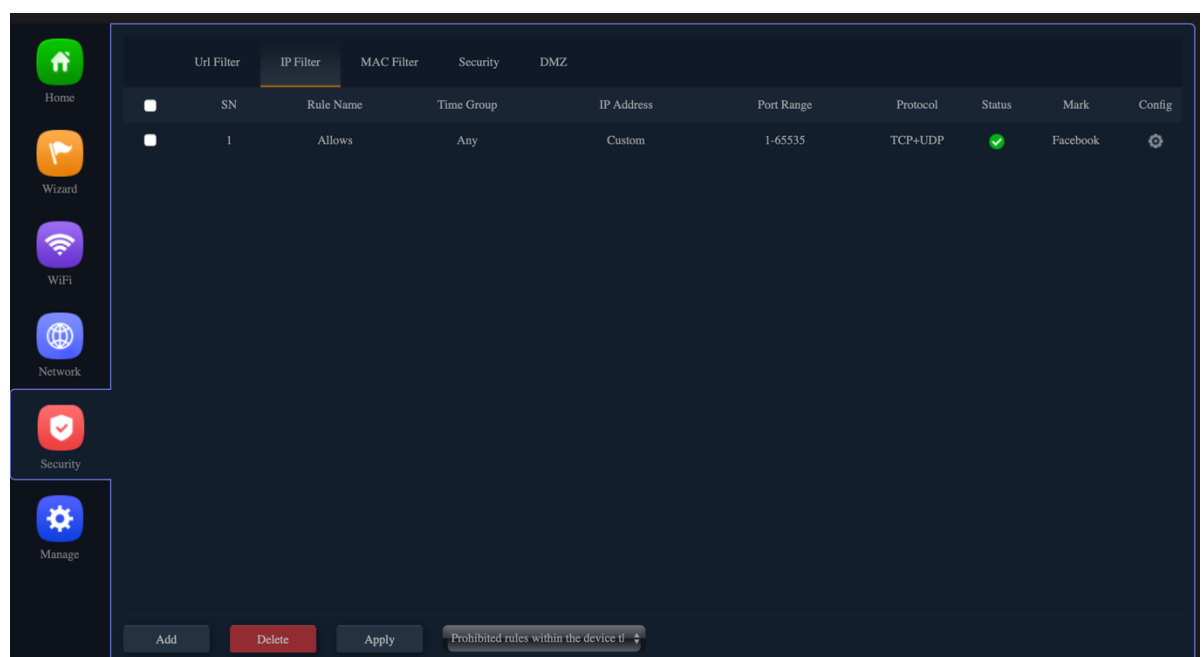 Home
Wizard
WiFi
Network
Security
Manage
Url Filter IP Filter MAC Filter Security DMZ
SN Rule Name Time Group IP Address Port Range Protocol Status Mark Config
1 Allows Any Custom 1-65535 TCP+UDP Facebook
Add Delete Apply Prohibited rules within the device